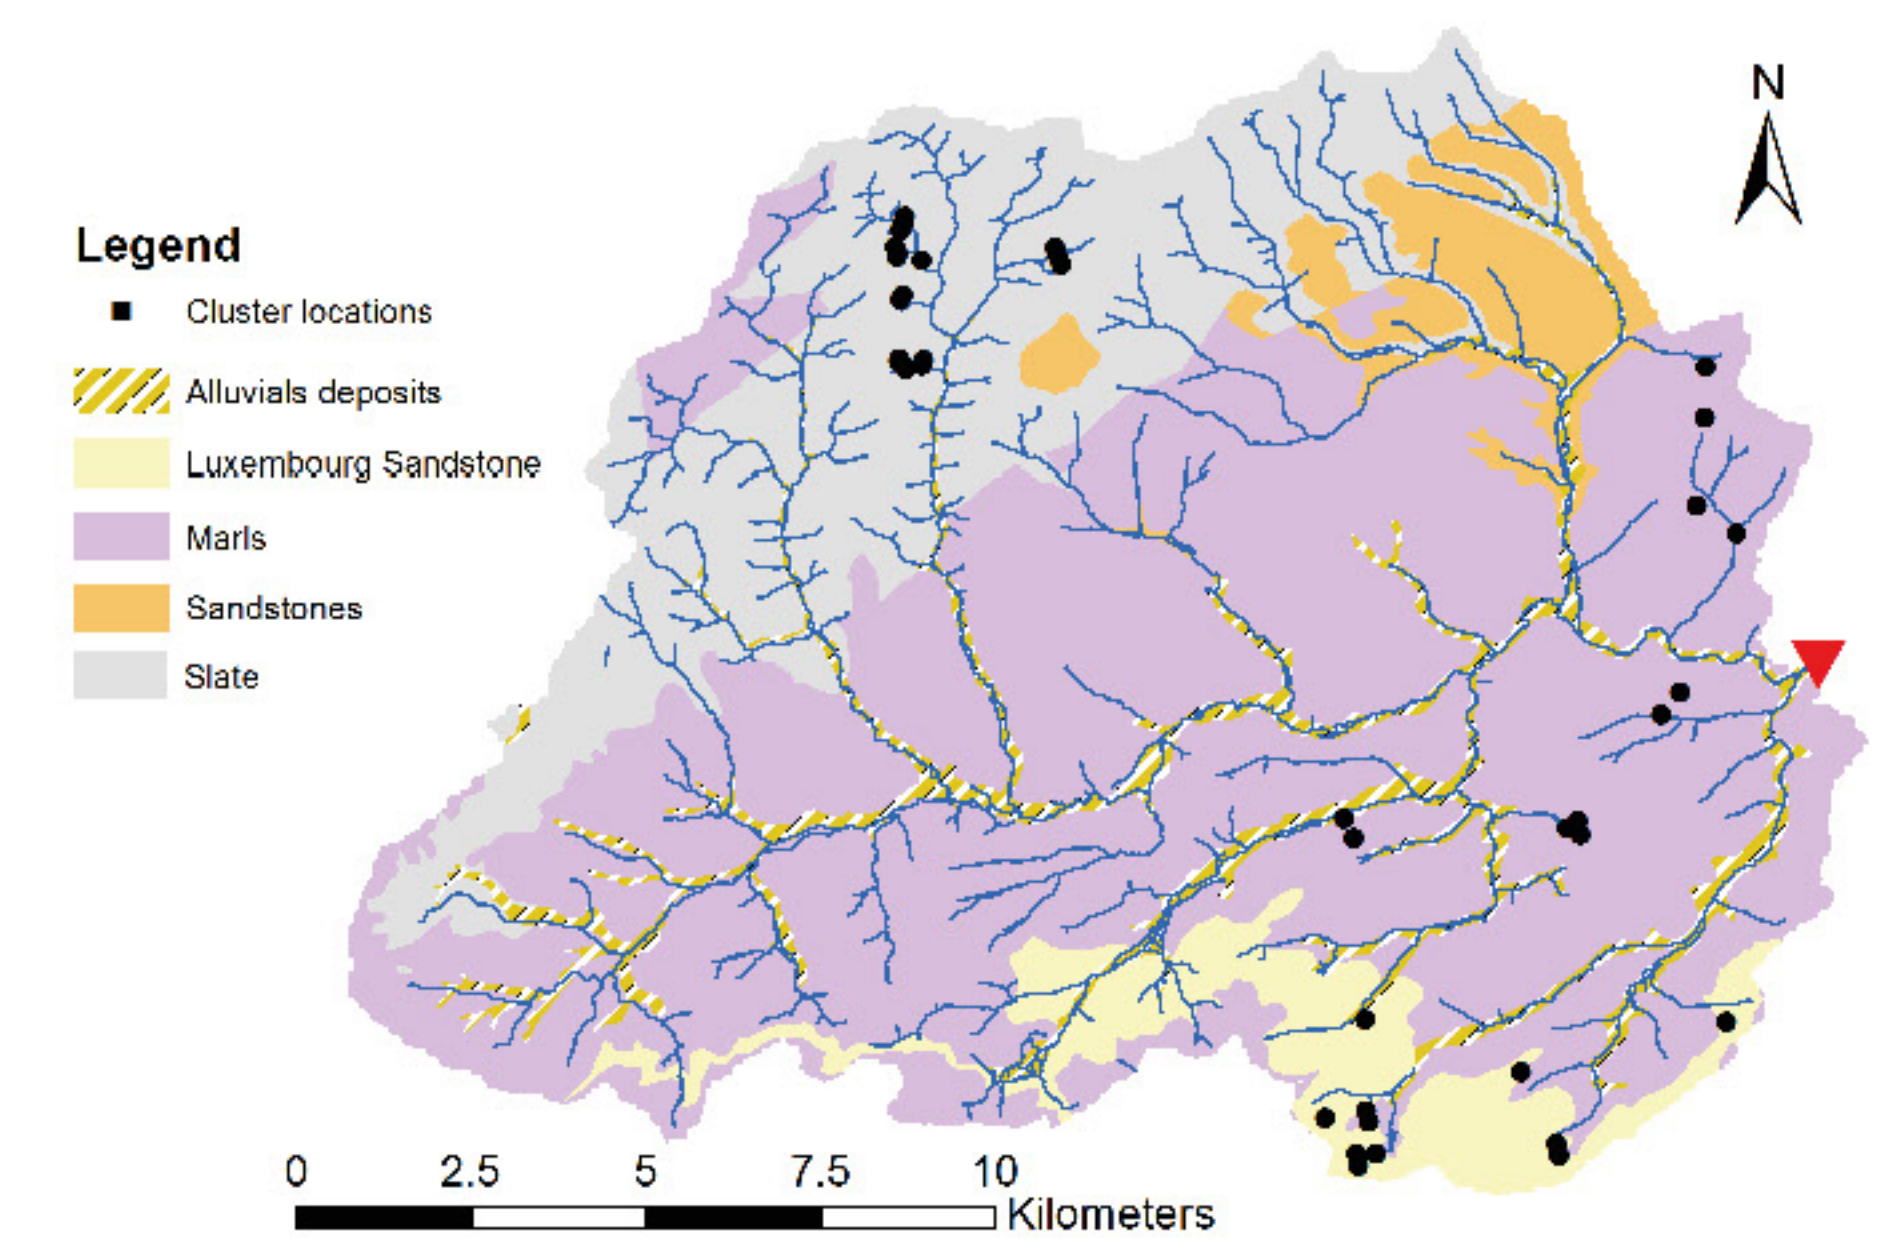 N
Legend
Cluster locations
Alluvials deposits
Luxembourg Sandstone
Marls
Sandstones
Slate
0 2.5 5 7.5 10
Kilometers